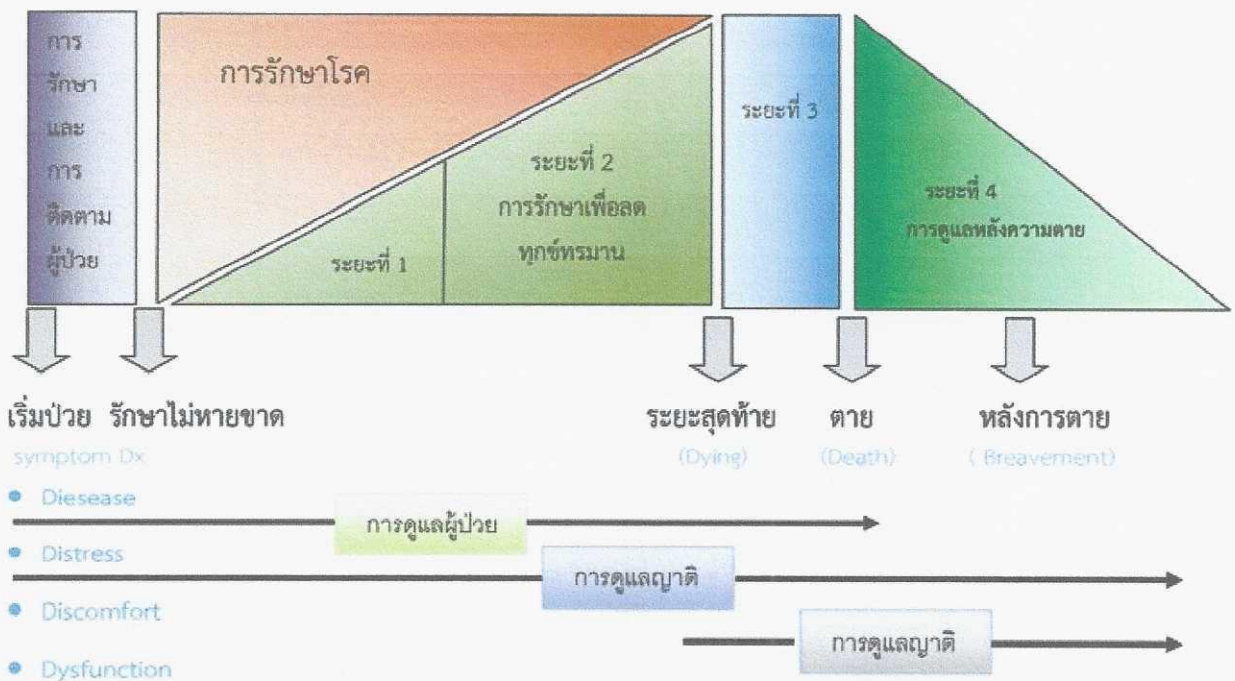 การ
รักษา
และ
การ
ติดตาม
ผู้ป่วย
การรักษาโรค
ระยะที่ 1
ระยะที่ 2
การรักษาเพื่อลด
ทุกข์ทรมาน
ระยะที่ 3
ระยะที่ 4
การดูแลหลังความตาย
เริ่มป่วย รักษาไม่หายขาด ระยะสุดท้าย ตาย หลังการตาย
symptom Dx (Dying) (Death) ( Breavement)
• Diesease
การดูแลผู้ป่วย
• Distress
การดูแลญาติ
• Discomfort
การดูแลญาติ
• Dysfunction